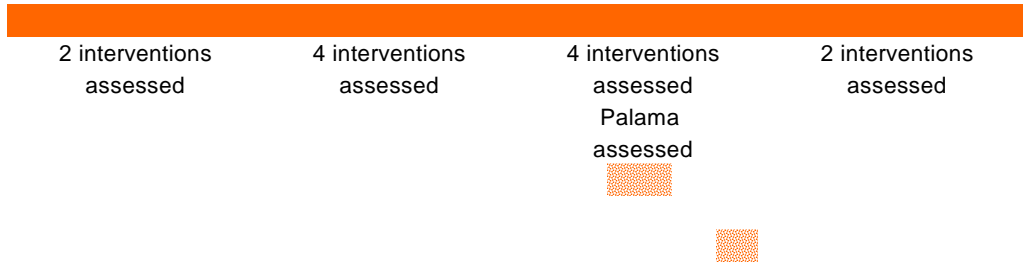 2 interventions
assessed
4 interventions
assessed
4 interventions
assessed
Palama
assessed
2 interventions
assessed